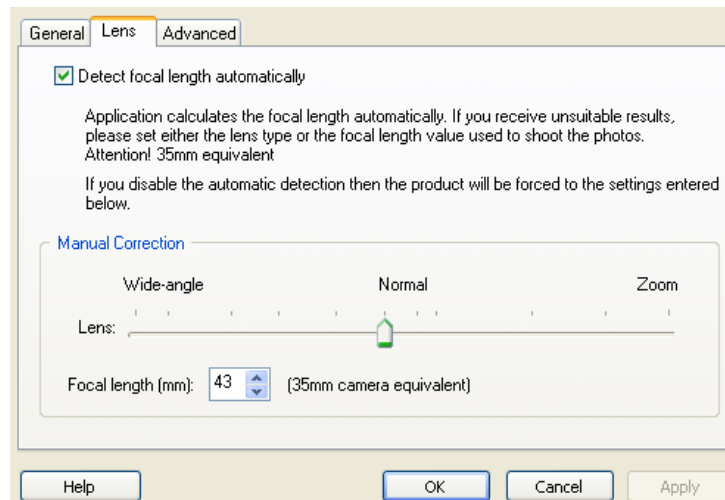 General Lens Advanced
Detect focal length automatically
Application calculates the focal length automatically. If you receive unsuitable results,
please set either the lens type or the focal length value used to shoot the photos.
Attention! 35mm equivalent
If you disable the automatic detection then the product will be forced to the settings entered
below.
Manual Correction
Wide-angle Normal Zoom
Lens:
Focal length (mm): 43 (35mm camera equivalent)
Help OK Cancel Apply